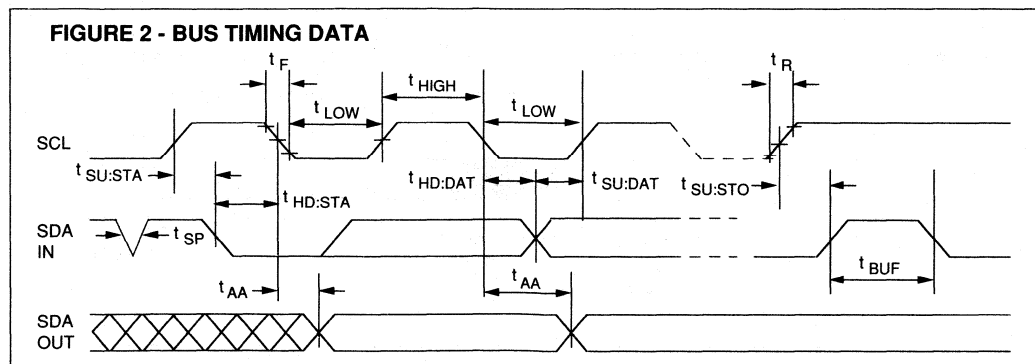 FIGURE 2 - BUS TIMING DATA
t F
t R
t HIGH
t LOW
t LOW
SCL
t SU:STA
t HD:STA
t HD:DAT
t SU:DAT
t SU:STO
SDA IN
t SP
t BUF
t AA
t AA
SDA OUT